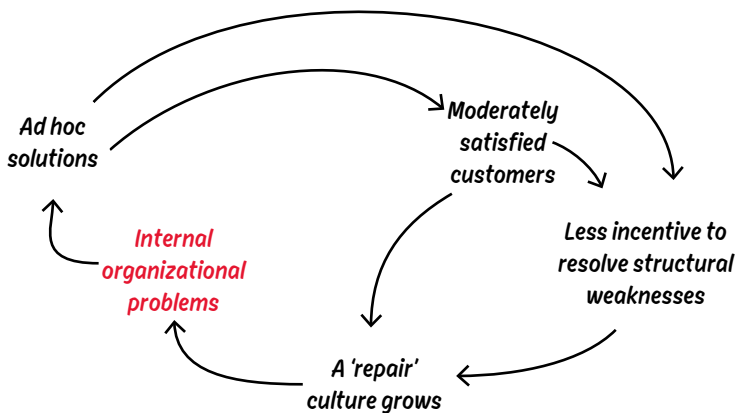 Ad hoc
solutions
Moderately
satisfied
customers
Internal
organizational
problems
Less incentive to
resolve structural
weaknesses
A 'repair'
culture grows